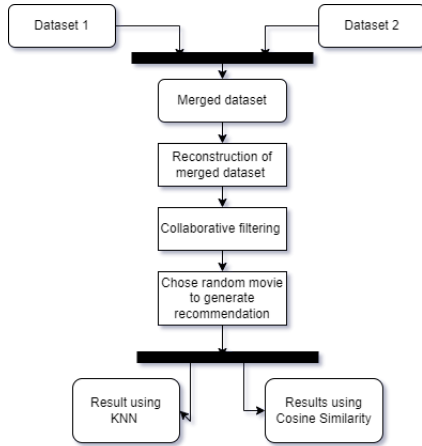 Dataset 1
Dataset 2
Merged dataset
Reconstruction of
merged dataset
Collaborative filtering
Chose random movie
to generate
recommendation
Result using
KNN
Results using
Cosine Similarity